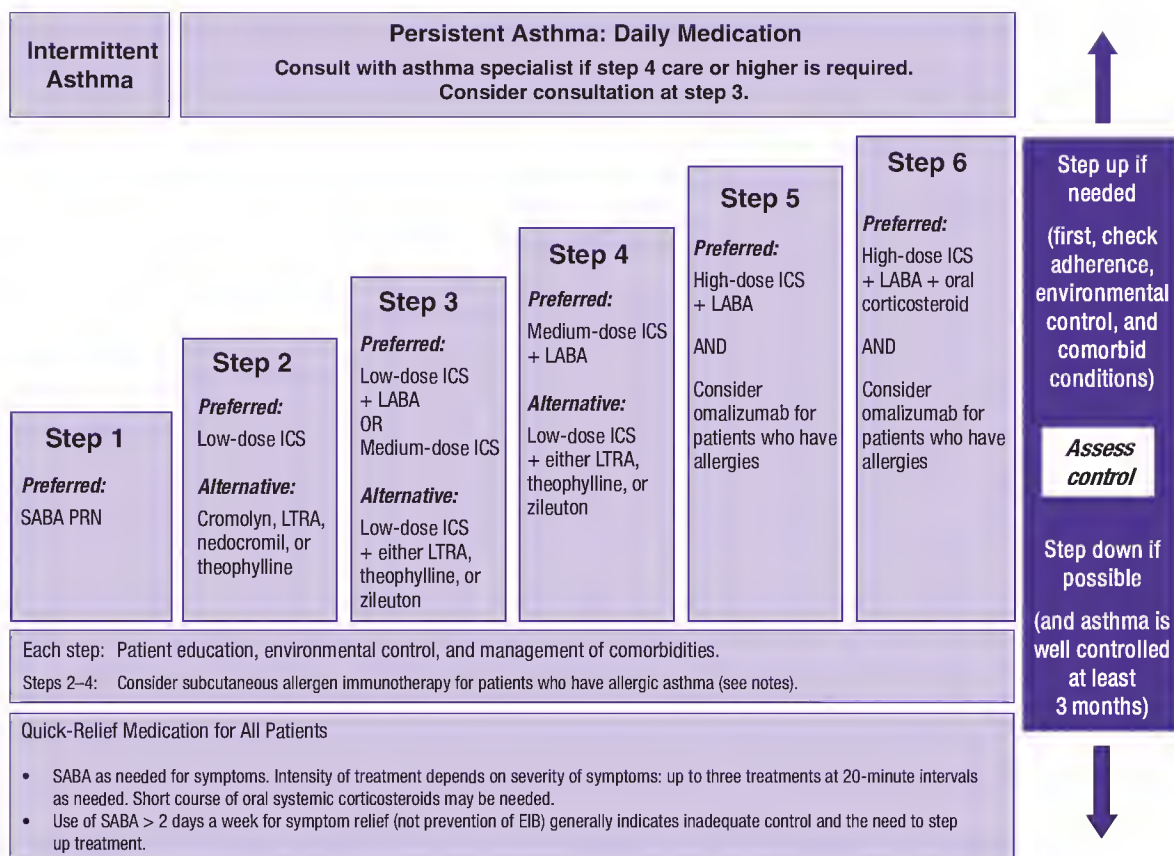 Intermittent
Asthma
Persistent Asthma: Daily Medication
Consult with asthma specialist if step 4 care or higher is required.
Consider consultation at step 3.
Step 1
Preferred:
SABA PRN
Step 2
Preferred:
Low-dose ICS
Alternative:
Cromolyn, LTRA,
nedocromil, or
theophylline
Step 3
Preferred:
Low-dose ICS
+ LABA
OR
Medium-dose ICS
Alternative:
Low-dose ICS
+ either LTRA,
theophylline, or
zileuton
Step 4
Preferred:
Medium-dose ICS
+ LABA
Alternative:
Low-dose ICS
+ either LTRA,
theophylline, or
zileuton
Step 5
Preferred:
High-dose ICS
+ LABA
AND
Consider
omalizumab for
patients who have
allergies
Step 6
Preferred:
High-dose ICS
+ LABA + oral
corticosteroid
AND
Consider
omalizumab for
patients who have
allergies
Step up if
needed
(first, check
adherence,
environmental
control, and
comorbid
conditions)
Assess
control
Step down if
possible
(and asthma is
well controlled
at least
3 months)
Each step: Patient education, environmental control, and management of comorbidities.
Steps 2–4: Consider subcutaneous allergen immunotherapy for patients who have allergic asthma (see notes).
Quick-Relief Medication for All Patients
• SABA as needed for symptoms. Intensity of treatment depends on severity of symptoms: up to three treatments at 20-minute intervals
as needed. Short course of oral systemic corticosteroids may be needed.
• Use of SABA > 2 days a week for symptom relief (not prevention of EIB) generally indicates inadequate control and the need to step
up treatment.